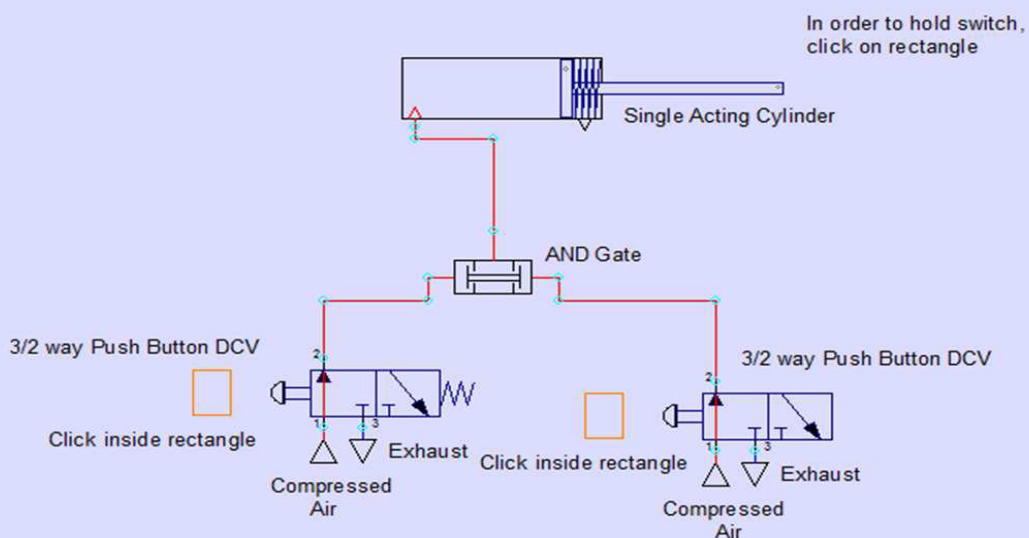 In order to hold switch,
click on rectangle
Single Acting Cylinder
AND Gate
3/2 way Push Button DCV
2
Click inside rectangle
1
3
Exhaust
Compressed
Air
3/2 way Push Button DCV
2
Click inside rectangle
1
3
Exhaust
Compressed
Air